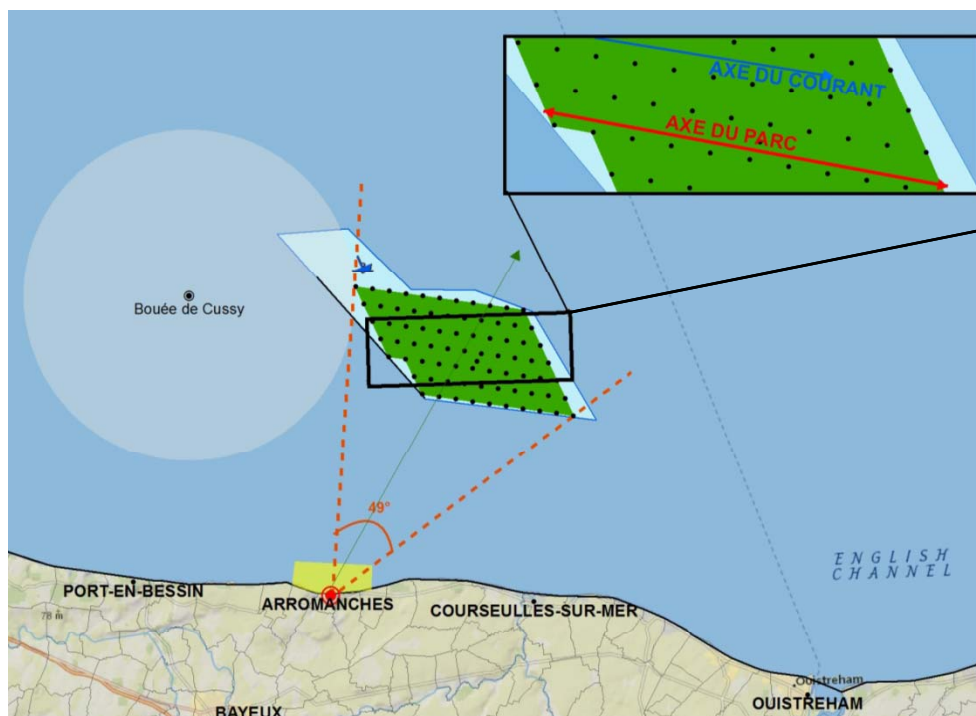 AXE DU COURANT
AXE DU PARC
Bouée de Cussy
49°
ENGLISH
CHANNEL
PORT-EN-BESSIN
ARROMANCHES
COURSEULLES-SUR-MER
78 m
Ouistreham
OUISTREHAM
BAYEUX